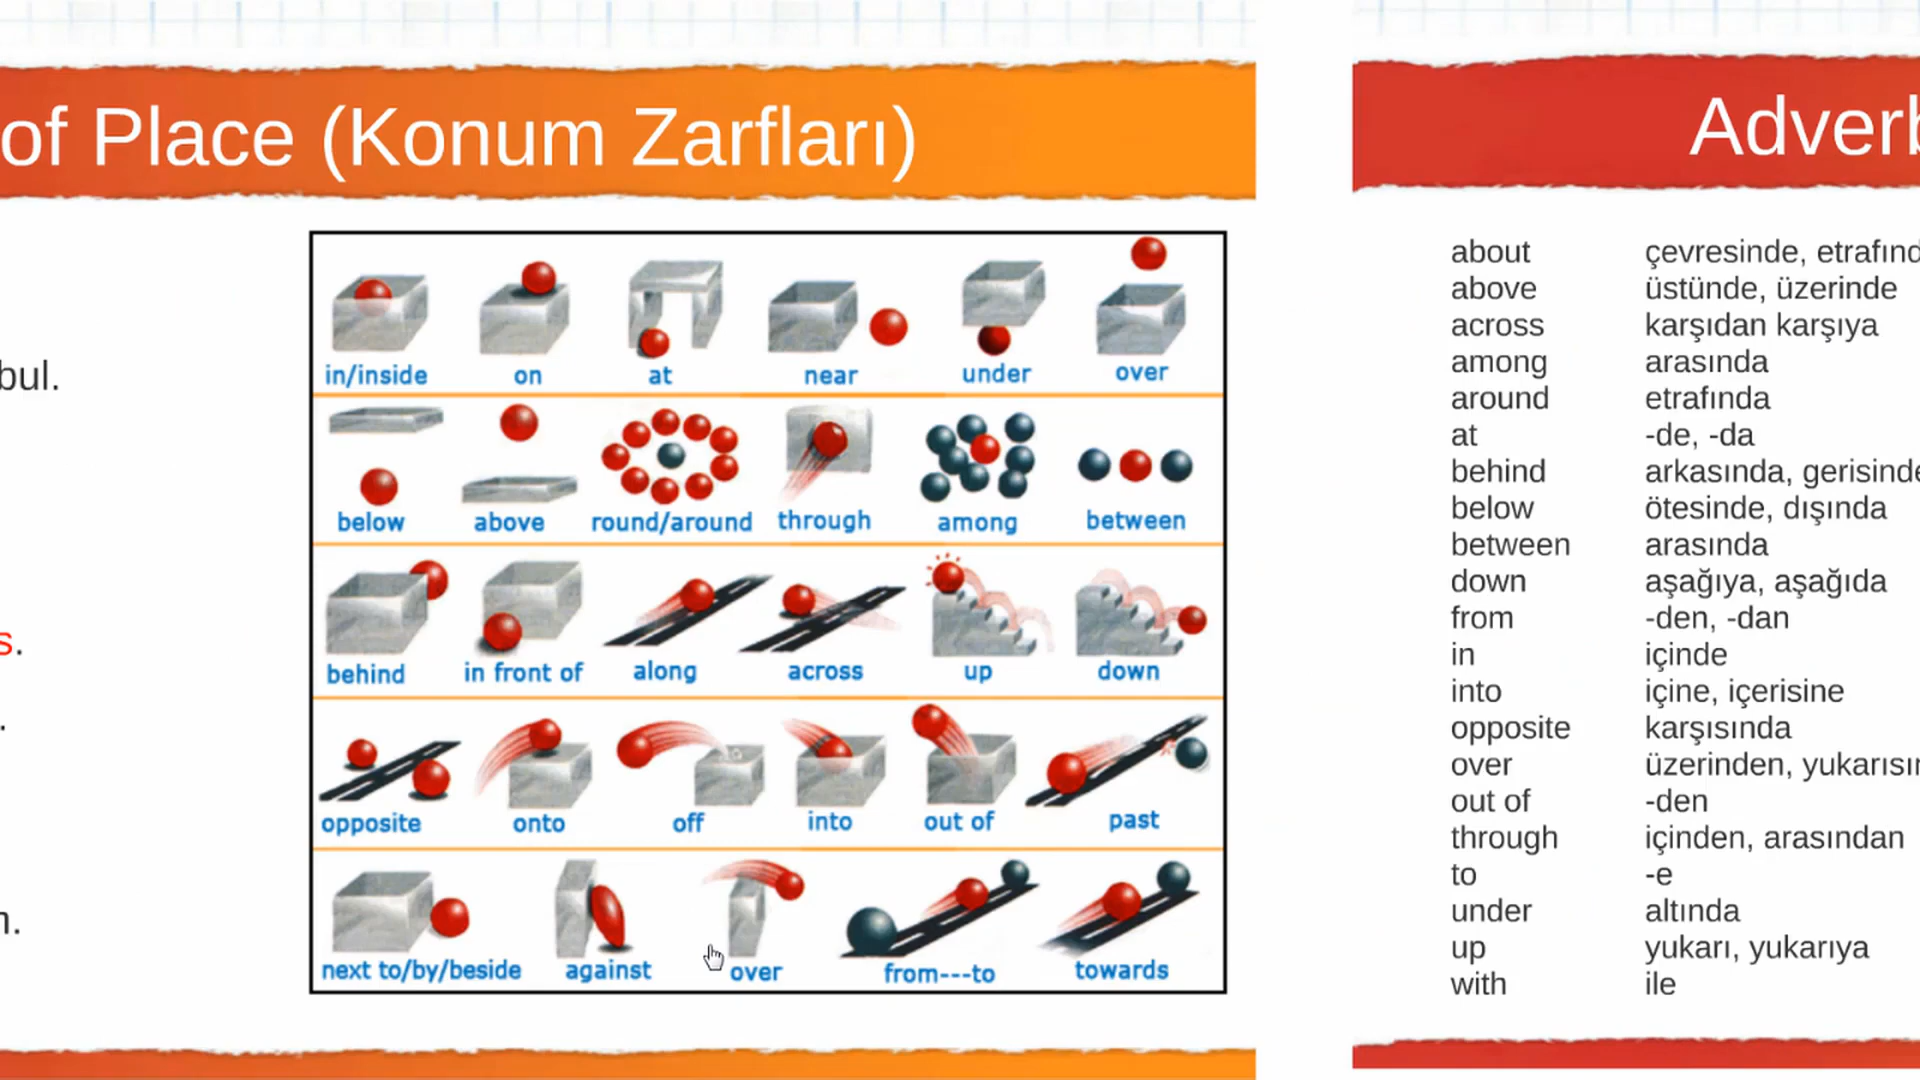 of Place (Konum Zarfları)
bul.
s.
.
in/inside on at near under over
below above round/around through among between
behind in front of along across up down
opposite onto off into out of past
next to/by/beside against over from---to towards
Adverb
about çevresinde, etrafınd
above üstünde, üzerinde
across karşıdan karşıya
among arasında
around etrafında
at -de, -da
behind arkasında, gerisinde
below ötesinde, dışında
between arasında
down aşağıya, aşağıda
from -den, -dan
in içinde
into içine, içerisine
opposite karşısında
over üzerinden, yukarısın
out of -den
through içinden, arasından
to -e
under altında
up yukarı, yukarıya
with ile